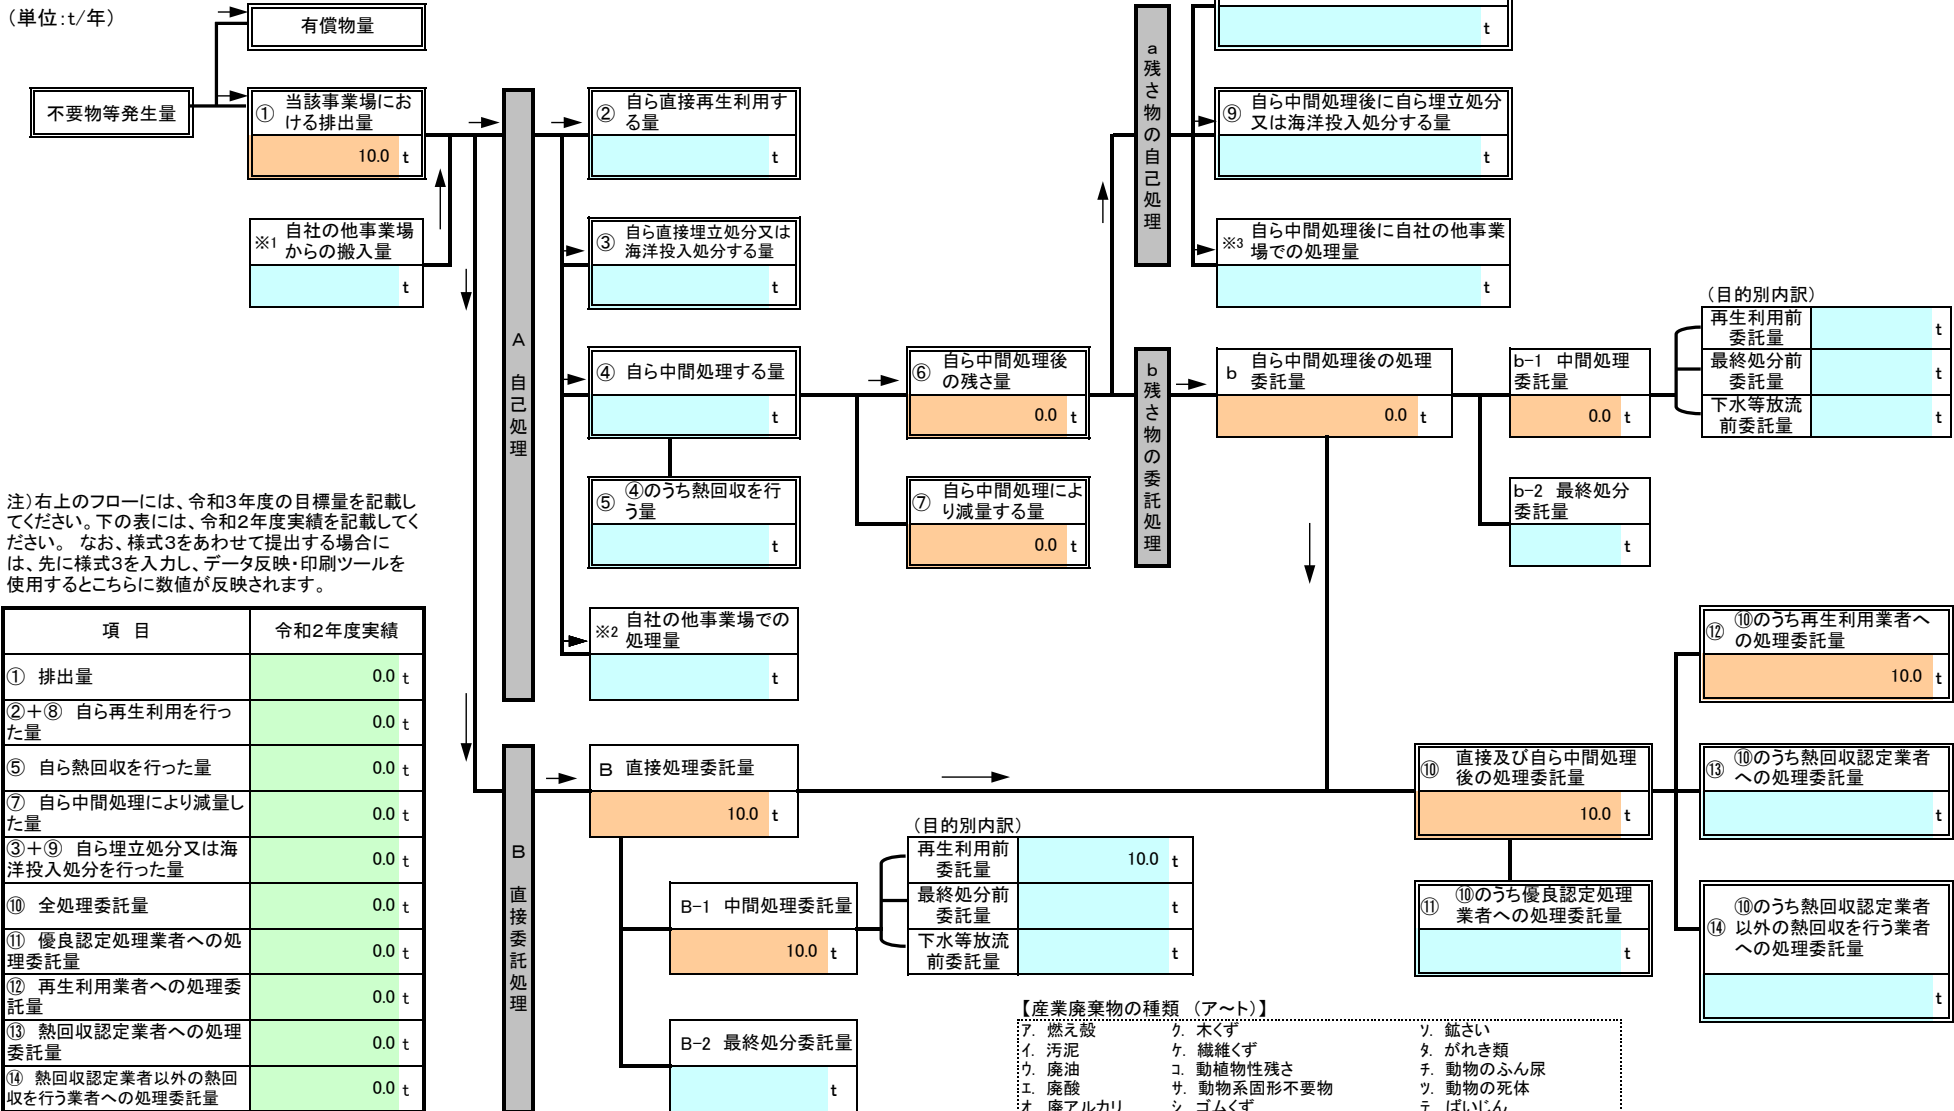 (単位:t/年)
有償物量
不要物等発生量
① 当該事業場にお
ける排出量
10.0 t
※1 自社の他事業場
からの搬入量
t
A 自己処理
② 自ら直接再生利用す
る量
t
③ 自ら直接埋立処分又は
海洋投入処分する量
t
④ 自ら中間処理する量
t
⑤ ④のうち熱回収を行
う量
t
※2 自社の他事業場での
処理量
t
⑥ 自ら中間処理後
の残さ量
0.0 t
⑦ 自ら中間処理によ
り減量する量
0.0 t
a 残さ物の自己処理
t
⑨ 自ら中間処理後に自ら埋立処分
又は海洋投入処分する量
t
※3 自ら中間処理後に自社の他事業
場での処理量
t
b 残さ物の委託処理
b 自ら中間処理後の処理
委託量
0.0 t
b-1 中間処理
委託量
0.0 t
(目的別内訳)
再生利用前
委託量
t
最終処分前
委託量
t
下水等放流
前委託量
t
b-2 最終処分
委託量
t
注)右上のフローには、令和3年度の目標量を記載し
てください。下の表には、令和2年度実績を記載してく
ださい。 なお、様式3をあわせて提出する場合に
は、先に様式3を入力し、データ反映・印刷ツールを
使用するとこちらに数値が反映されます。
項 目 令和2年度実績
① 排出量 0.0 t
②+⑧ 自ら再生利用を行っ
た量 0.0 t
⑤ 自ら熱回収を行った量 0.0 t
⑦ 自ら中間処理により減量し
た量 0.0 t
③+⑨ 自ら埋立処分又は海
洋投入処分を行った量 0.0 t
⑩ 全処理委託量 0.0 t
⑪ 優良認定処理業者への処
理委託量 0.0 t
⑫ 再生利用業者への処理委
託量 0.0 t
⑬ 熱回収認定業者への処理
委託量 0.0 t
⑭ 熱回収認定業者以外の熱回
収を行う業者への処理委託量 0.0 t
B 直接委託処理
B 直接処理委託量
10.0 t
B-1 中間処理委託量
10.0 t
(目的別内訳)
再生利用前
委託量
10.0 t
最終処分前
委託量
t
下水等放流
前委託量
t
B-2 最終処分委託量
t
⑩ 直接及び自ら中間処理
後の処理委託量
10.0 t
⑪ ⑩のうち優良認定処理
業者への処理委託量
t
⑫ ⑩のうち再生利用業者へ
の処理委託量
10.0 t
⑬ ⑩のうち熱回収認定業者
への処理委託量
t
⑭ ⑩のうち熱回収認定業者
以外の熱回収を行う業者
への処理委託量
t
【産業廃棄物の種類 (ア~ト)】
ア. 燃え殻 ク. 木くず ソ. 鉱さい
イ. 汚泥 ケ. 繊維くず タ. がれき類
ウ. 廃油 コ. 動植物性残さ チ. 動物のふん尿
エ. 廃酸 サ. 動物系固形不要物 ツ. 動物の死体
オ. 廃アルカリ シ. ゴムくず テ. ばいじん